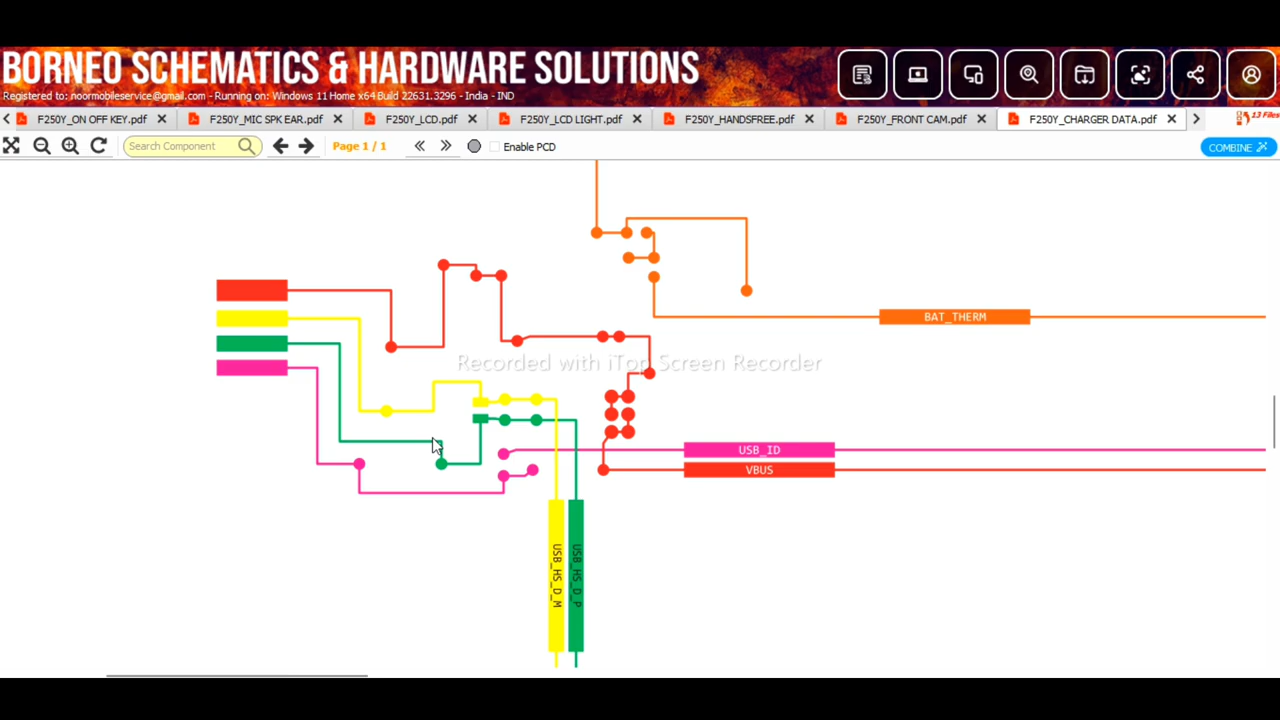 BORNEO SCHEMATICS & HARDWARE SOLUTIONS
Registered to: noormobileservice@gmail.com - Running on: Windows 11 Home x64 Build 22631.3296 - India - IND
F250Y_ON OFF KEY.pdf F250Y_MIC SPK EAR.pdf F250Y_LCD.pdf F250Y_LCD LIGHT.pdf F250Y_HANDSFREE.pdf F250Y_FRONT CAM.pdf F250Y_CHARGER DATA.pdf 13 Files
Search Component Page 1 / 1 Enable PCD COMBINE
BAT_THERM
Recorded with iTop Screen Recorder
USB_ID
VBUS
USB_HS_D_M
USB_HS_D_P